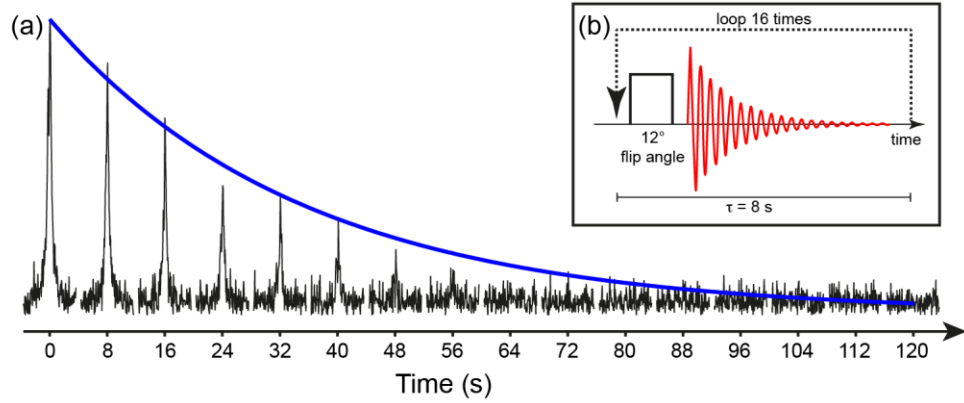 (a)
(b)
loop 16 times
12°
flip angle
time
τ = 8 s
0 8 16 24 32 40 48 56 64 72 80 88 96 104 112 120
Time (s)